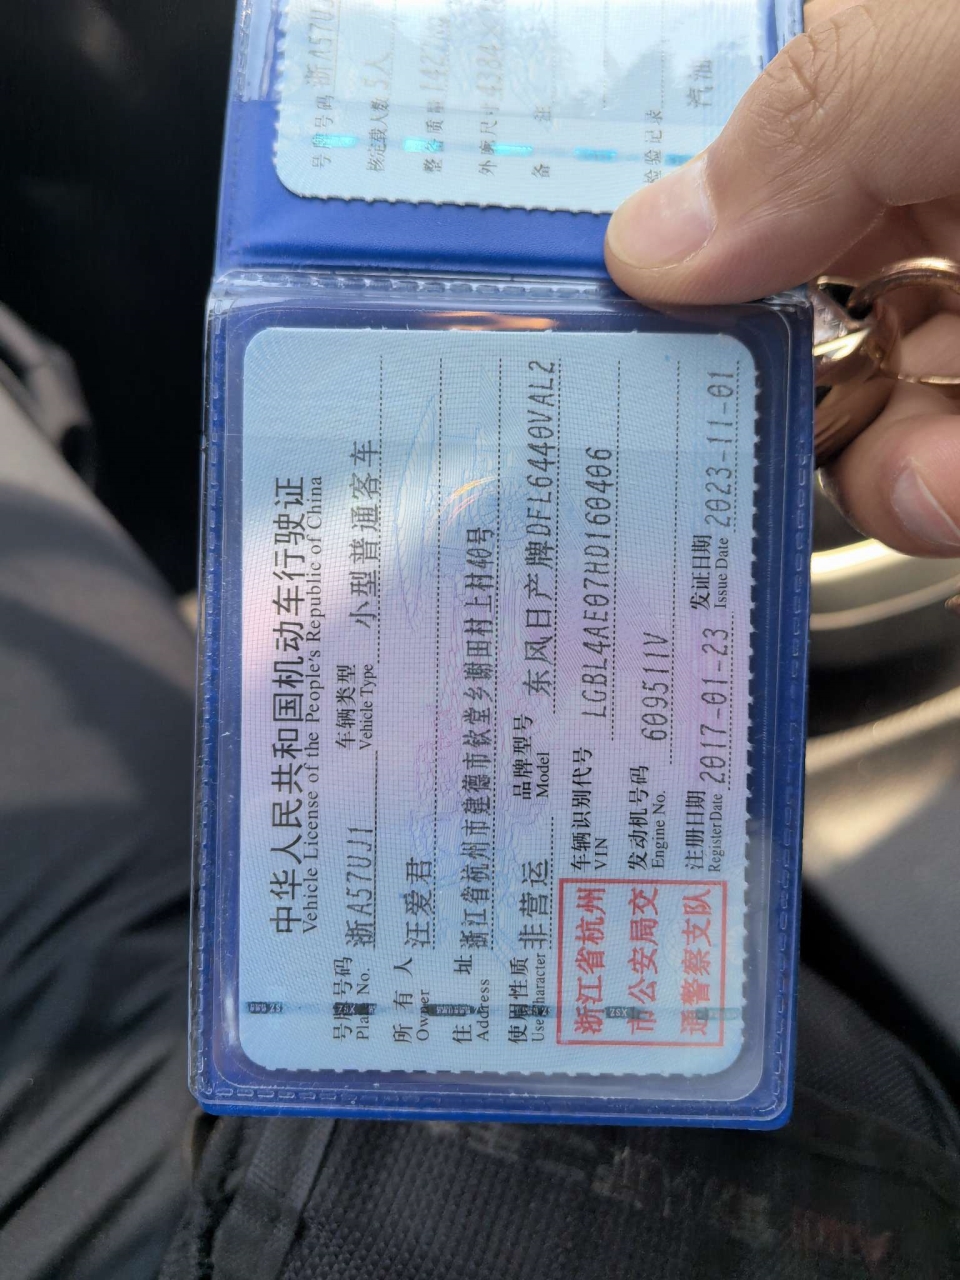 中华人民共和国机动车行驶证
Vehicle License of the People's Republic of China
号牌号码 浙A57UJ1 车辆类型 小型普通客车
Plate No. Vehicle Type
所有人 汪爱君
Owner
住址 浙江省杭州市建德市钦堂乡谢田村上村40号
Address
使用性质 非营运 品牌型号 东风日产牌DFL6440VAL2
Use Character Model
车辆识别代号 LGBL4AE07HD160406
VIN
发动机号码 609511V
Engine No.
注册日期 2017-01-23 发证日期 2023-11-01
Register Date Issue Date
浙江省杭州
市公安局交
通警察支队
号牌号码 浙A57UJ
核定载人数 5人
整备质量
外廓尺
备 注
检验记录
汽油